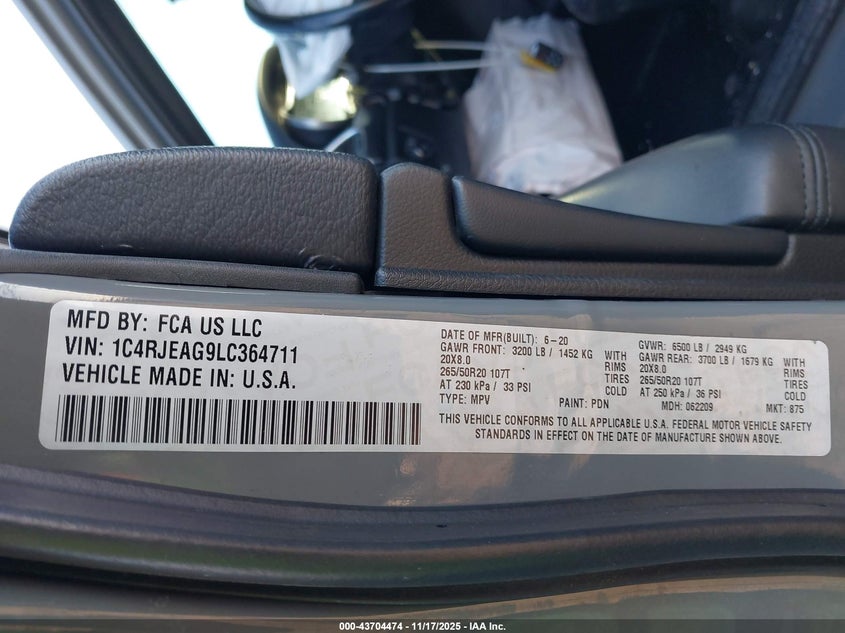 MFD BY: FCA US LLC
VIN: 1C4RJEAG9LC364711
VEHICLE MADE IN: U.S.A.
DATE OF MFR(BUILT): 6-20
GAWR FRONT: 3200 LB / 1452 KG WITH
20X8.0 RIMS
265/50R20 107T TIRES
AT 230 kPa / 33 PSI COLD
TYPE: MPV PAINT: PDN
GVWR: 6500 LB / 2949 KG
GAWR REAR: 3700 LB / 1679 KG WITH
20X8.0 RIMS
265/50R20 107T TIRES
AT 250 kPa / 36 PSI COLD
MDH: 062209 MKT: 875
THIS VEHICLE CONFORMS TO ALL APPLICABLE U.S.A. FEDERAL MOTOR VEHICLE SAFETY
STANDARDS IN EFFECT ON THE DATE OF MANUFACTURE SHOWN ABOVE.
000-43704474 - 11/17/2025 - IAA Inc.